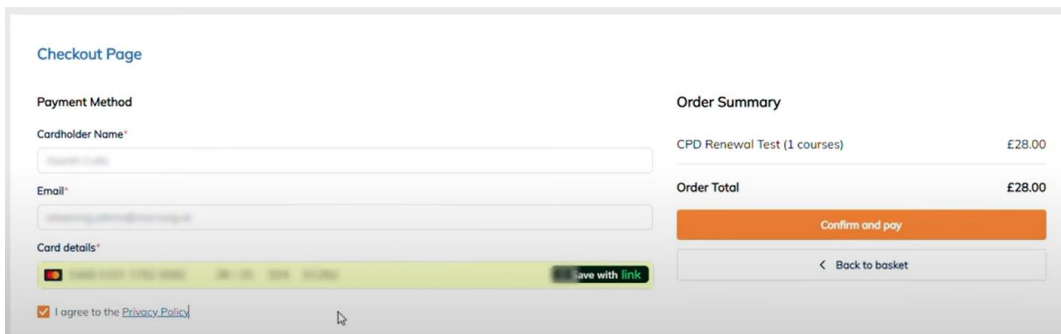 Checkout Page
Payment Method
Cardholder Name*
Email*
Card details*
ave with link
I agree to the Privacy Policy
Order Summary
CPD Renewal Test (1 courses) £28.00
Order Total £28.00
Confirm and pay
< Back to basket